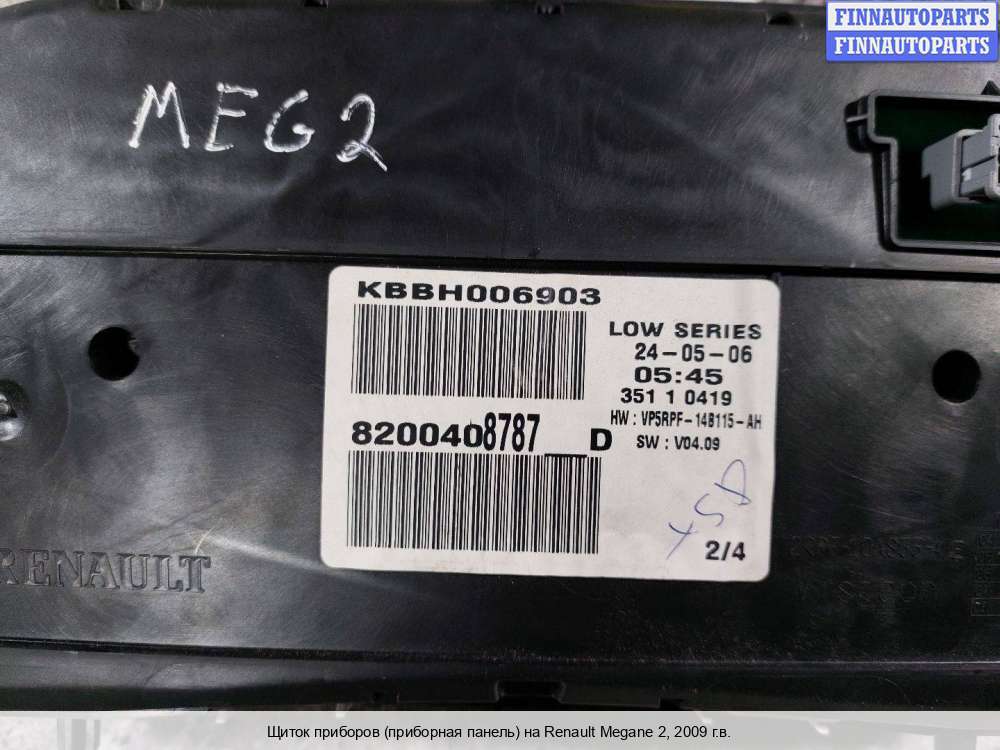 FINNAUTOPARTS
FINNAUTOPARTS
MEG2
KBBH006903
LOW SERIES
24-05-06
05:45
351 1 0419
HW : VP5RPF-14B115-AH
8200408787__D
SW : V04.09
2/4
RENAULT
Щиток приборов (приборная панель) на Renault Megane 2, 2009 г.в.